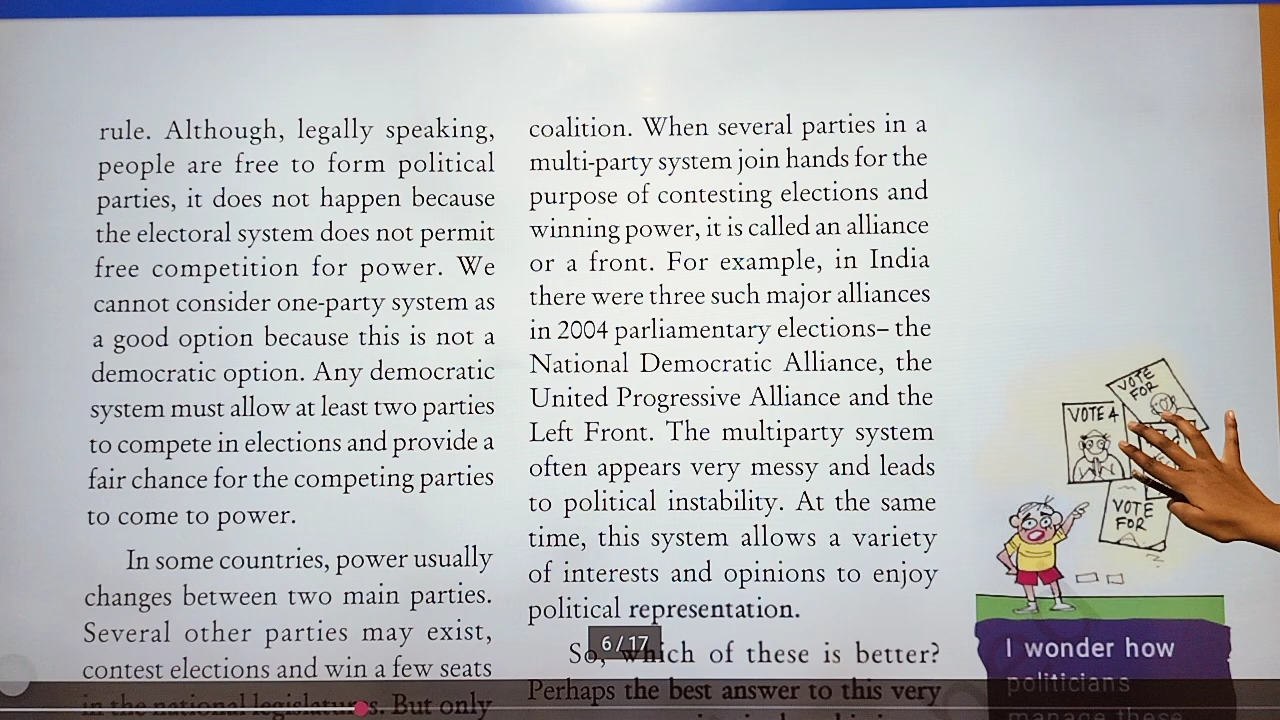 rule. Although, legally speaking,
people are free to form political
parties, it does not happen because
the electoral system does not permit
free competition for power. We
cannot consider one-party system as
a good option because this is not a
democratic option. Any democratic
system must allow at least two parties
to compete in elections and provide a
fair chance for the competing parties
to come to power.
In some countries, power usually
changes between two main parties.
Several other parties may exist,
contest elections and win a few seats
in the national legislatures. But only
coalition. When several parties in a
multi-party system join hands for the
purpose of contesting elections and
winning power, it is called an alliance
or a front. For example, in India
there were three such major alliances
in 2004 parliamentary elections– the
National Democratic Alliance, the
United Progressive Alliance and the
Left Front. The multiparty system
often appears very messy and leads
to political instability. At the same
time, this system allows a variety
of interests and opinions to enjoy
political representation.
So, which of these is better?
Perhaps the best answer to this very
6/17
VOTE
FOR
VOTE 4
VOTE
FOR
I wonder how
politicians
manage these